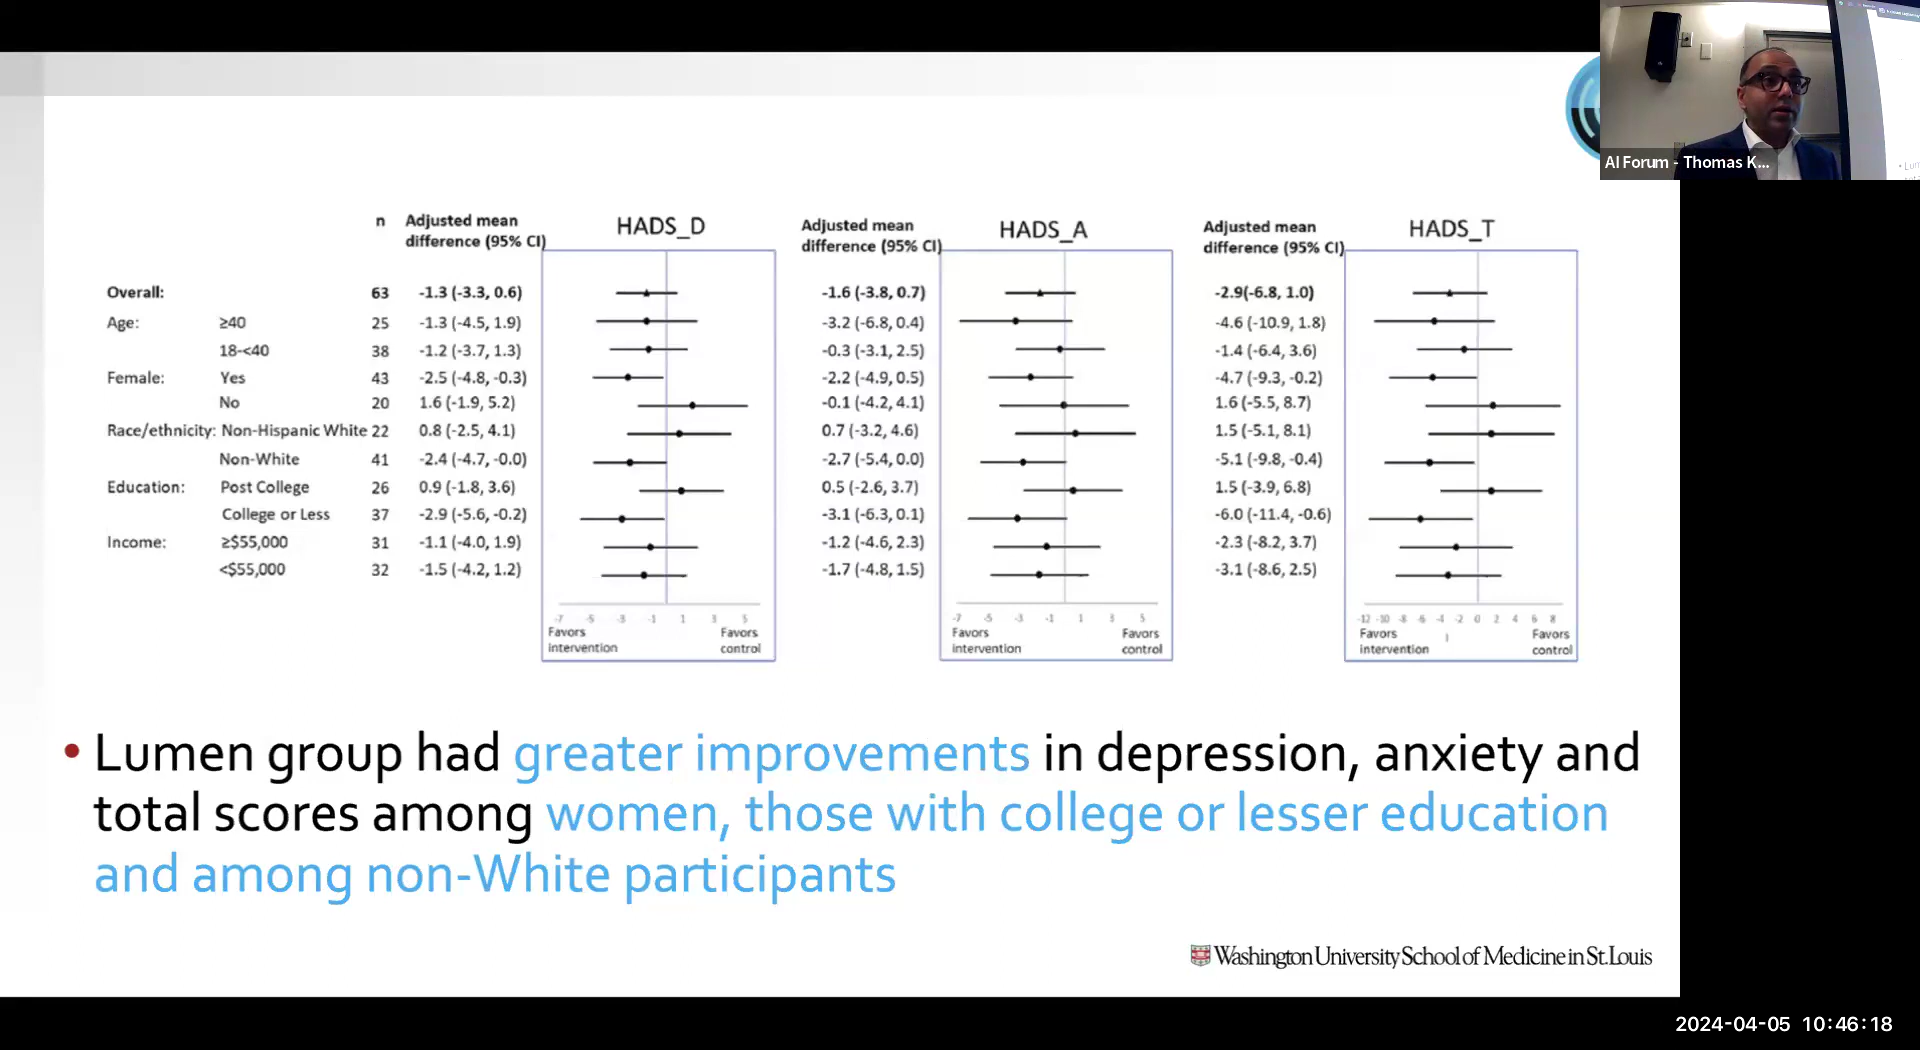 AI Forum - Thomas K...
n Adjusted mean difference (95% CI) HADS_D Adjusted mean difference (95% CI) HADS_A Adjusted mean difference (95% CI) HADS_T
Overall: 63 -1.3 (-3.3, 0.6) -1.6 (-3.8, 0.7) -2.9(-6.8, 1.0)
Age: ≥40 25 -1.3 (-4.5, 1.9) -3.2 (-6.8, 0.4) -4.6 (-10.9, 1.8)
18-<40 38 -1.2 (-3.7, 1.3) -0.3 (-3.1, 2.5) -1.4 (-6.4, 3.6)
Female: Yes 43 -2.5 (-4.8, -0.3) -2.2 (-4.9, 0.5) -4.7 (-9.3, -0.2)
No 20 1.6 (-1.9, 5.2) -0.1 (-4.2, 4.1) 1.6 (-5.5, 8.7)
Race/ethnicity: Non-Hispanic White 22 0.8 (-2.5, 4.1) 0.7 (-3.2, 4.6) 1.5 (-5.1, 8.1)
Non-White 41 -2.4 (-4.7, -0.0) -2.7 (-5.4, 0.0) -5.1 (-9.8, -0.4)
Education: Post College 26 0.9 (-1.8, 3.6) 0.5 (-2.6, 3.7) 1.5 (-3.9, 6.8)
College or Less 37 -2.9 (-5.6, -0.2) -3.1 (-6.3, 0.1) -6.0 (-11.4, -0.6)
Income: ≥$55,000 31 -1.1 (-4.0, 1.9) -1.2 (-4.6, 2.3) -2.3 (-8.2, 3.7)
<$55,000 32 -1.5 (-4.2, 1.2) -1.7 (-4.8, 1.5) -3.1 (-8.6, 2.5)
-7 -5 -3 -1 1 3 5 -7 -5 -3 -1 1 3 5 -12 -10 -8 -6 -4 -2 0 2 4 6 8
Favors intervention Favors control Favors intervention Favors control Favors intervention Favors control
• Lumen group had greater improvements in depression, anxiety and
total scores among women, those with college or lesser education
and among non-White participants
Washington University School of Medicine in St. Louis
2024-04-05 10:46:18